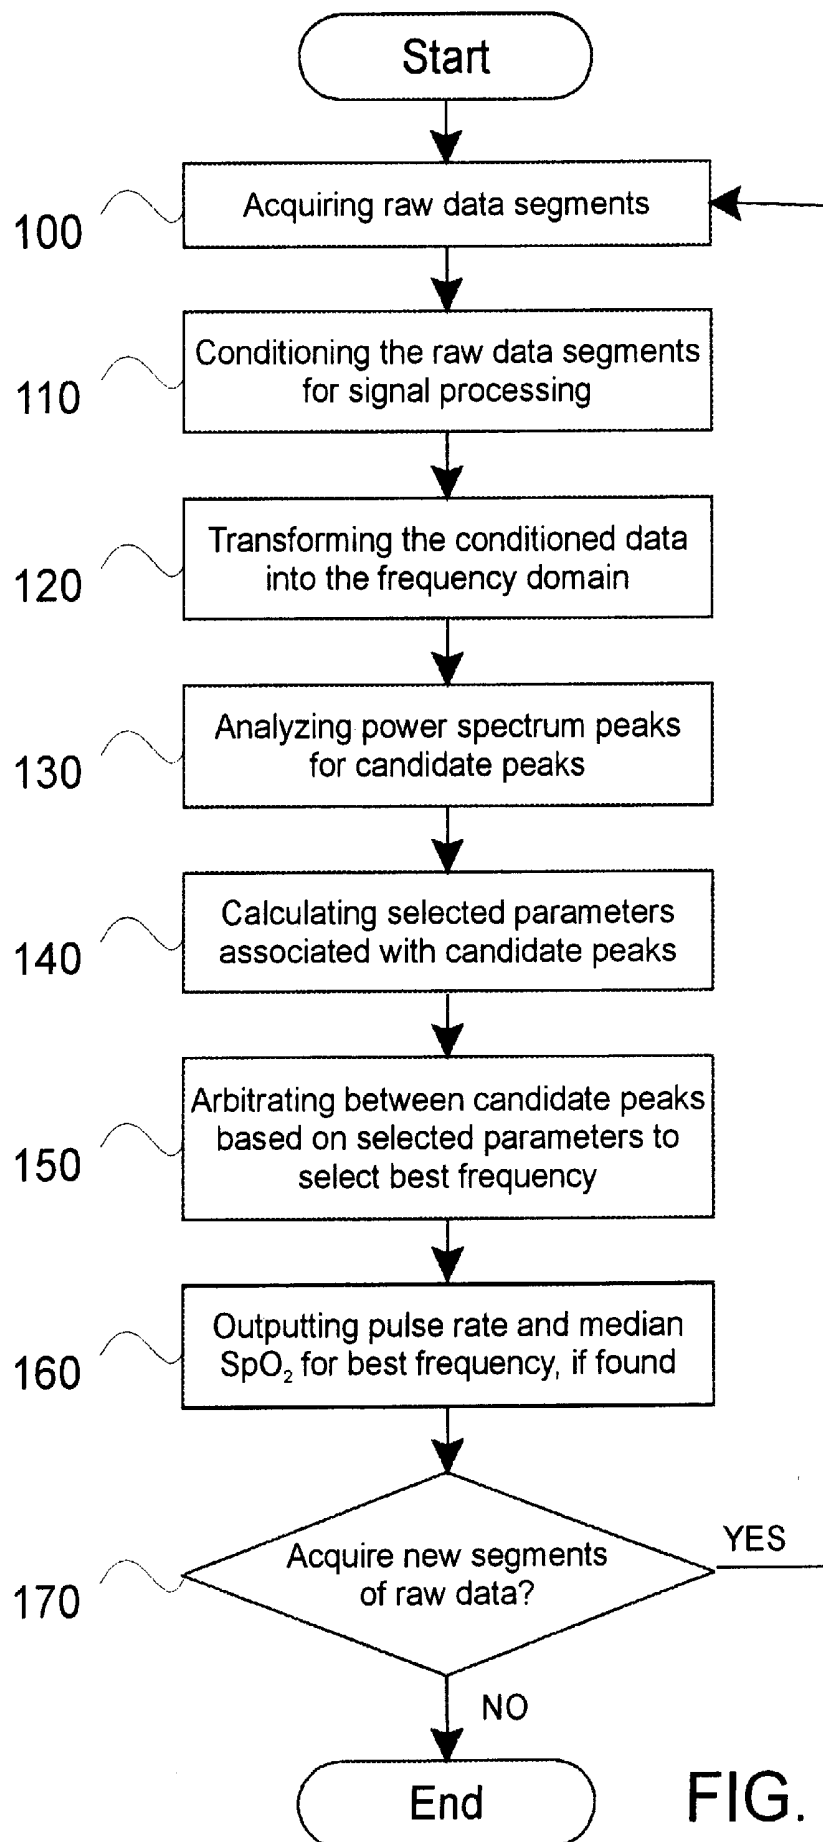 Start
100
Acquiring raw data segments
110
Conditioning the raw data segments
for signal processing
120
Transforming the conditioned data
into the frequency domain
130
Analyzing power spectrum peaks
for candidate peaks
140
Calculating selected parameters
associated with candidate peaks
150
Arbitrating between candidate peaks
based on selected parameters to
select best frequency
160
Outputting pulse rate and median
SpO₂ for best frequency, if found
170
Acquire new segments
of raw data?
YES
NO
End
FIG.